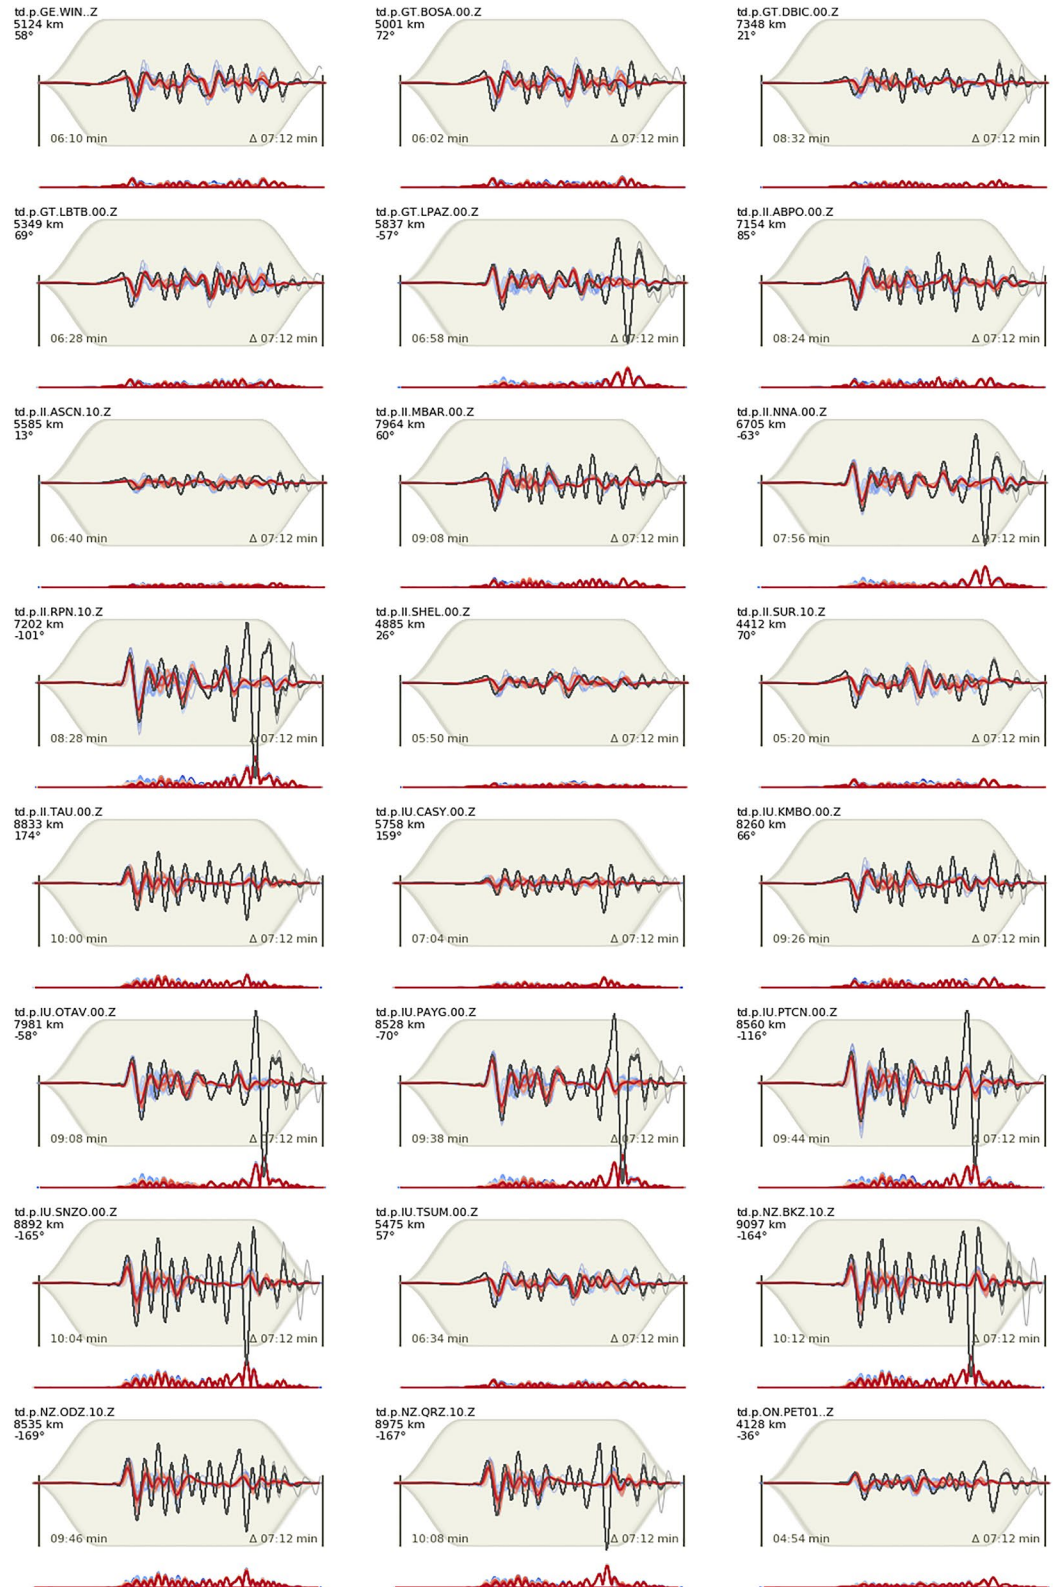 td.p.GE.WIN..Z
5124 km
58°
06:10 min
Δ 07:12 min
td.p.GT.BOSA.00.Z
5001 km
72°
06:02 min
Δ 07:12 min
td.p.GT.DBIC.00.Z
7348 km
21°
08:32 min
Δ 07:12 min
td.p.GT.LBTB.00.Z
5349 km
69°
06:28 min
Δ 07:12 min
td.p.GT.LPAZ.00.Z
5837 km
-57°
06:58 min
Δ 07:12 min
td.p.II.ABPO.00.Z
7154 km
85°
08:24 min
Δ 07:12 min
td.p.II.ASCN.10.Z
5585 km
13°
06:40 min
Δ 07:12 min
td.p.II.MBAR.00.Z
7964 km
60°
09:08 min
Δ 07:12 min
td.p.II.NNA.00.Z
6705 km
-63°
07:56 min
Δ 07:12 min
td.p.II.RPN.10.Z
7202 km
-101°
08:28 min
Δ 07:12 min
td.p.II.SHEL.00.Z
4885 km
26°
05:50 min
Δ 07:12 min
td.p.II.SUR.10.Z
4412 km
70°
05:20 min
Δ 07:12 min
td.p.II.TAU.00.Z
8833 km
174°
10:00 min
Δ 07:12 min
td.p.IU.CASY.00.Z
5758 km
159°
07:04 min
Δ 07:12 min
td.p.IU.KMBO.00.Z
8260 km
66°
09:26 min
Δ 07:12 min
td.p.IU.OTAV.00.Z
7981 km
-58°
09:08 min
Δ 07:12 min
td.p.IU.PAYG.00.Z
8528 km
-70°
09:38 min
Δ 07:12 min
td.p.IU.PTCN.00.Z
8560 km
-116°
09:44 min
Δ 07:12 min
td.p.IU.SNZO.00.Z
8892 km
-165°
10:04 min
Δ 07:12 min
td.p.IU.TSUM.00.Z
5475 km
57°
06:34 min
Δ 07:12 min
td.p.NZ.BKZ.10.Z
9097 km
-164°
10:12 min
Δ 07:12 min
td.p.NZ.ODZ.10.Z
8535 km
-169°
09:46 min
Δ 07:12 min
td.p.NZ.QRZ.10.Z
8975 km
-167°
10:08 min
Δ 07:12 min
td.p.ON.PET01..Z
4128 km
-36°
04:54 min
Δ 07:12 min